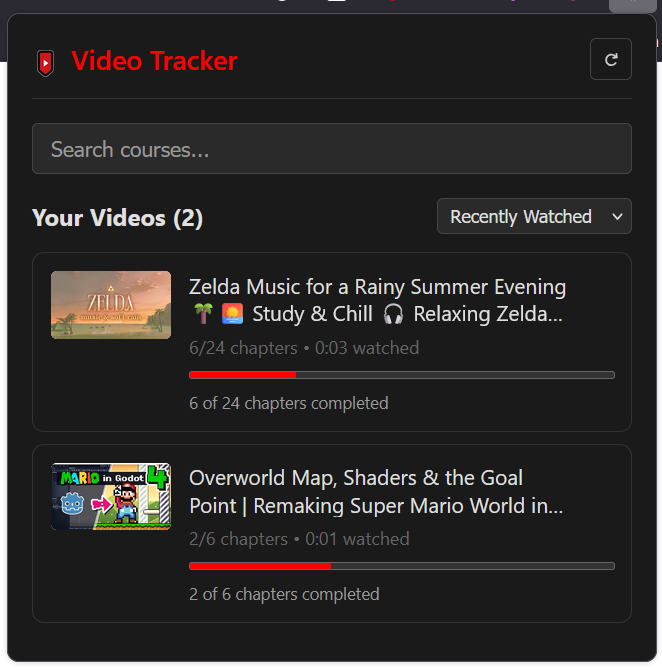 Video Tracker
Search courses...
Your Videos (2)
Recently Watched
ZELDA
Zelda Music for a Rainy Summer Evening
🌴 🌅 Study & Chill 🎧 Relaxing Zelda...
6/24 chapters • 0:03 watched
6 of 24 chapters completed
MARIO in Godot 4
Overworld Map, Shaders & the Goal
Point | Remaking Super Mario World in...
2/6 chapters • 0:01 watched
2 of 6 chapters completed